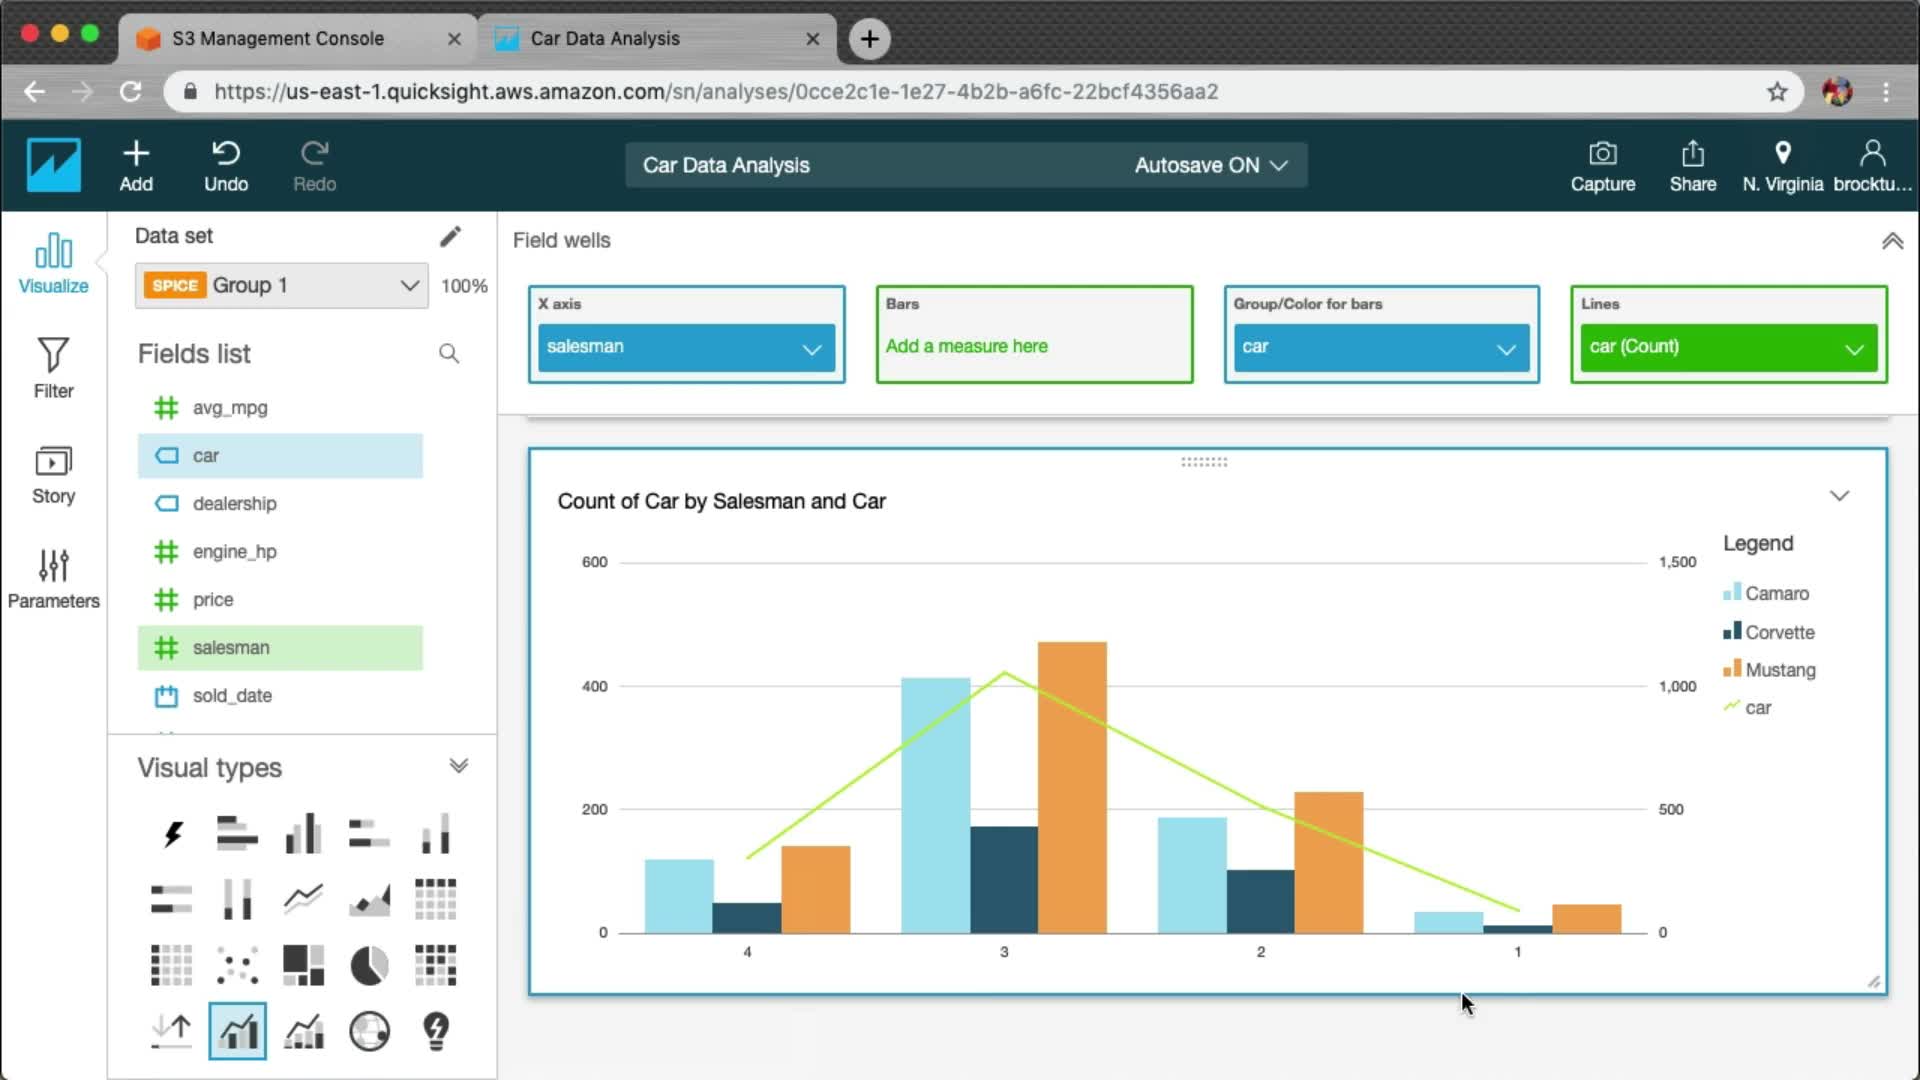 S3 Management Console
Car Data Analysis
https://us-east-1.quicksight.aws.amazon.com/sn/analyses/0cce2c1e-1e27-4b2b-a6fc-22bcf4356aa2
Add
Undo
Redo
Car Data Analysis
Autosave ON
Capture
Share
N. Virginia
brocktu...
Visualize
Filter
Story
Parameters
Data set
SPICE Group 1
100%
Fields list
avg_mpg
car
dealership
engine_hp
price
salesman
sold_date
Visual types
Field wells
X axis
salesman
Bars
Add a measure here
Group/Color for bars
car
Lines
car (Count)
Count of Car by Salesman and Car
600
400
200
0
1,500
1,000
500
0
4
3
2
1
Legend
Camaro
Corvette
Mustang
car